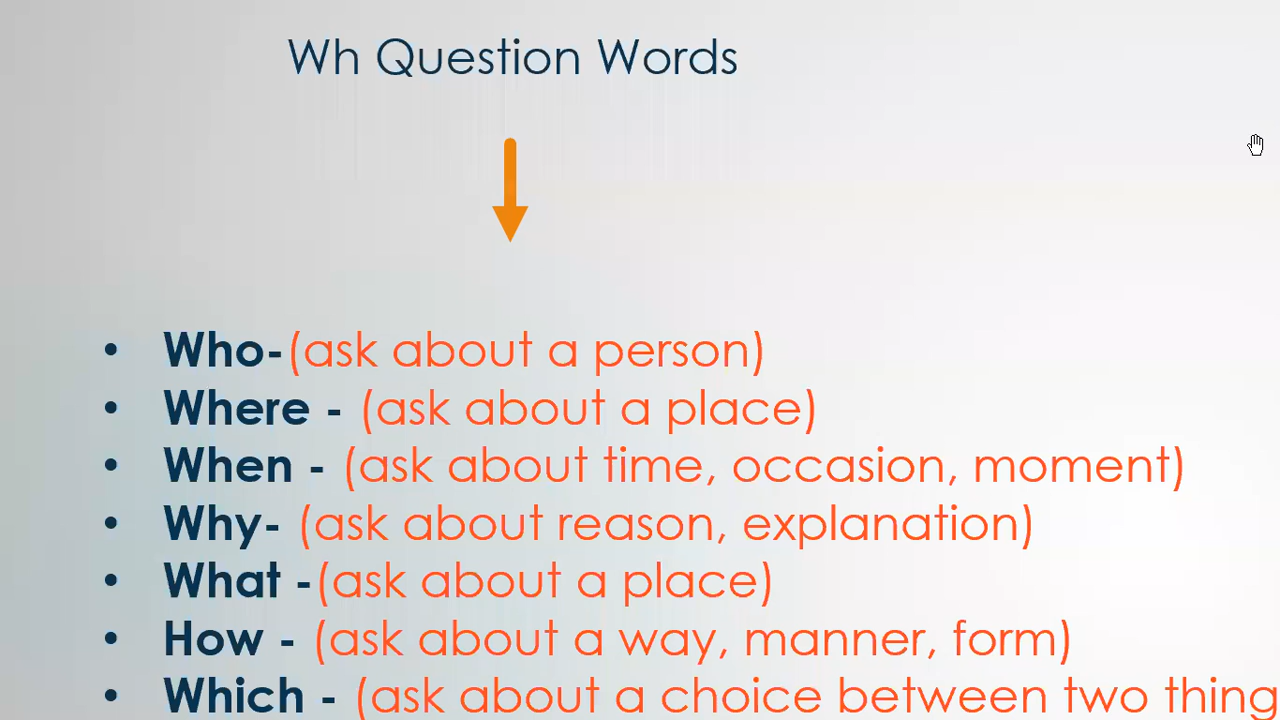 Wh Question Words
• Who-(ask about a person)
• Where - (ask about a place)
• When - (ask about time, occasion, moment)
• Why- (ask about reason, explanation)
• What -(ask about a place)
• How - (ask about a way, manner, form)
• Which - (ask about a choice between two thing